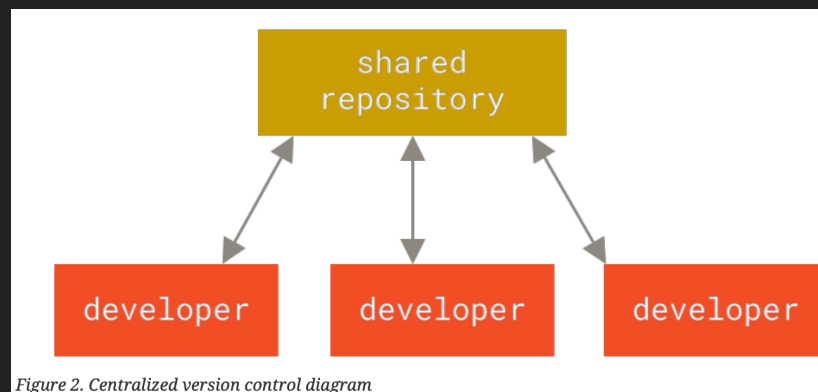 shared
repository
developer
developer
developer
Figure 2. Centralized version control diagram